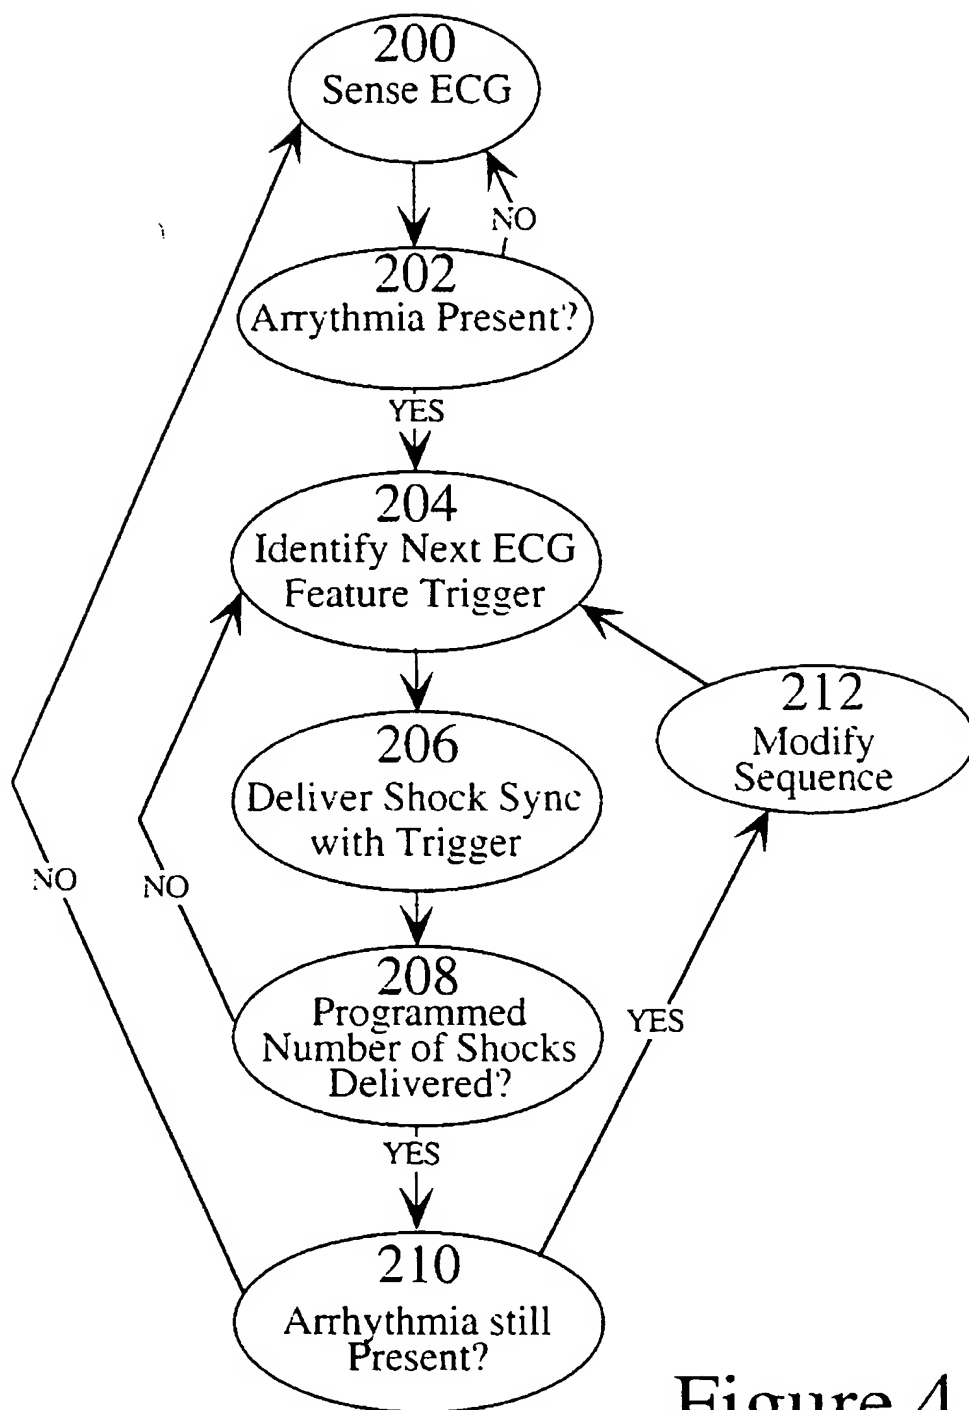 200
Sense ECG
NO
202
Arrythmia Present?
YES
204
Identify Next ECG
Feature Trigger
206
Deliver Shock Sync
with Trigger
212
Modify
Sequence
NO
NO
208
Programmed
Number of Shocks
Delivered?
YES
YES
210
Arrhythmia still
Present?
Figure 4